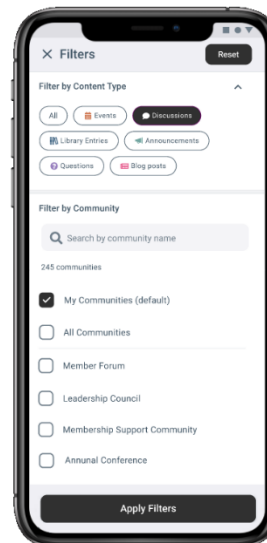 Filters
Reset
Filter by Content Type
All
Events
Discussions
Library Entries
Announcements
Questions
Blog posts
Filter by Community
Search by community name
245 communities
My Communities (default)
All Communities
Member Forum
Leadership Council
Membership Support Community
Annunal Conference
Apply Filters